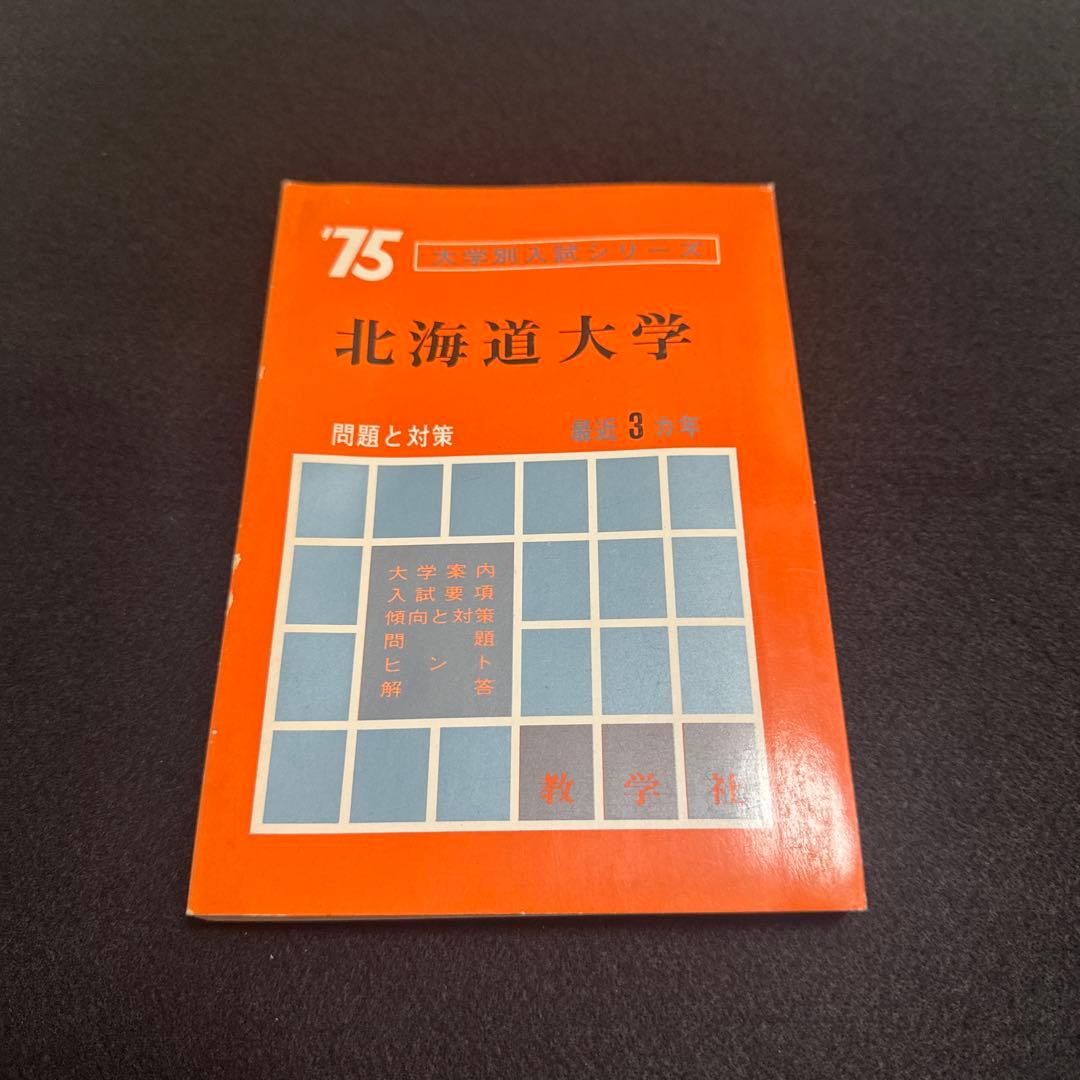 '75 大学別入試シリーズ
北海道大学
問題と対策 最近3カ年
大学案内
入試要項
傾向と対策
問題
ヒント
解答
教学社